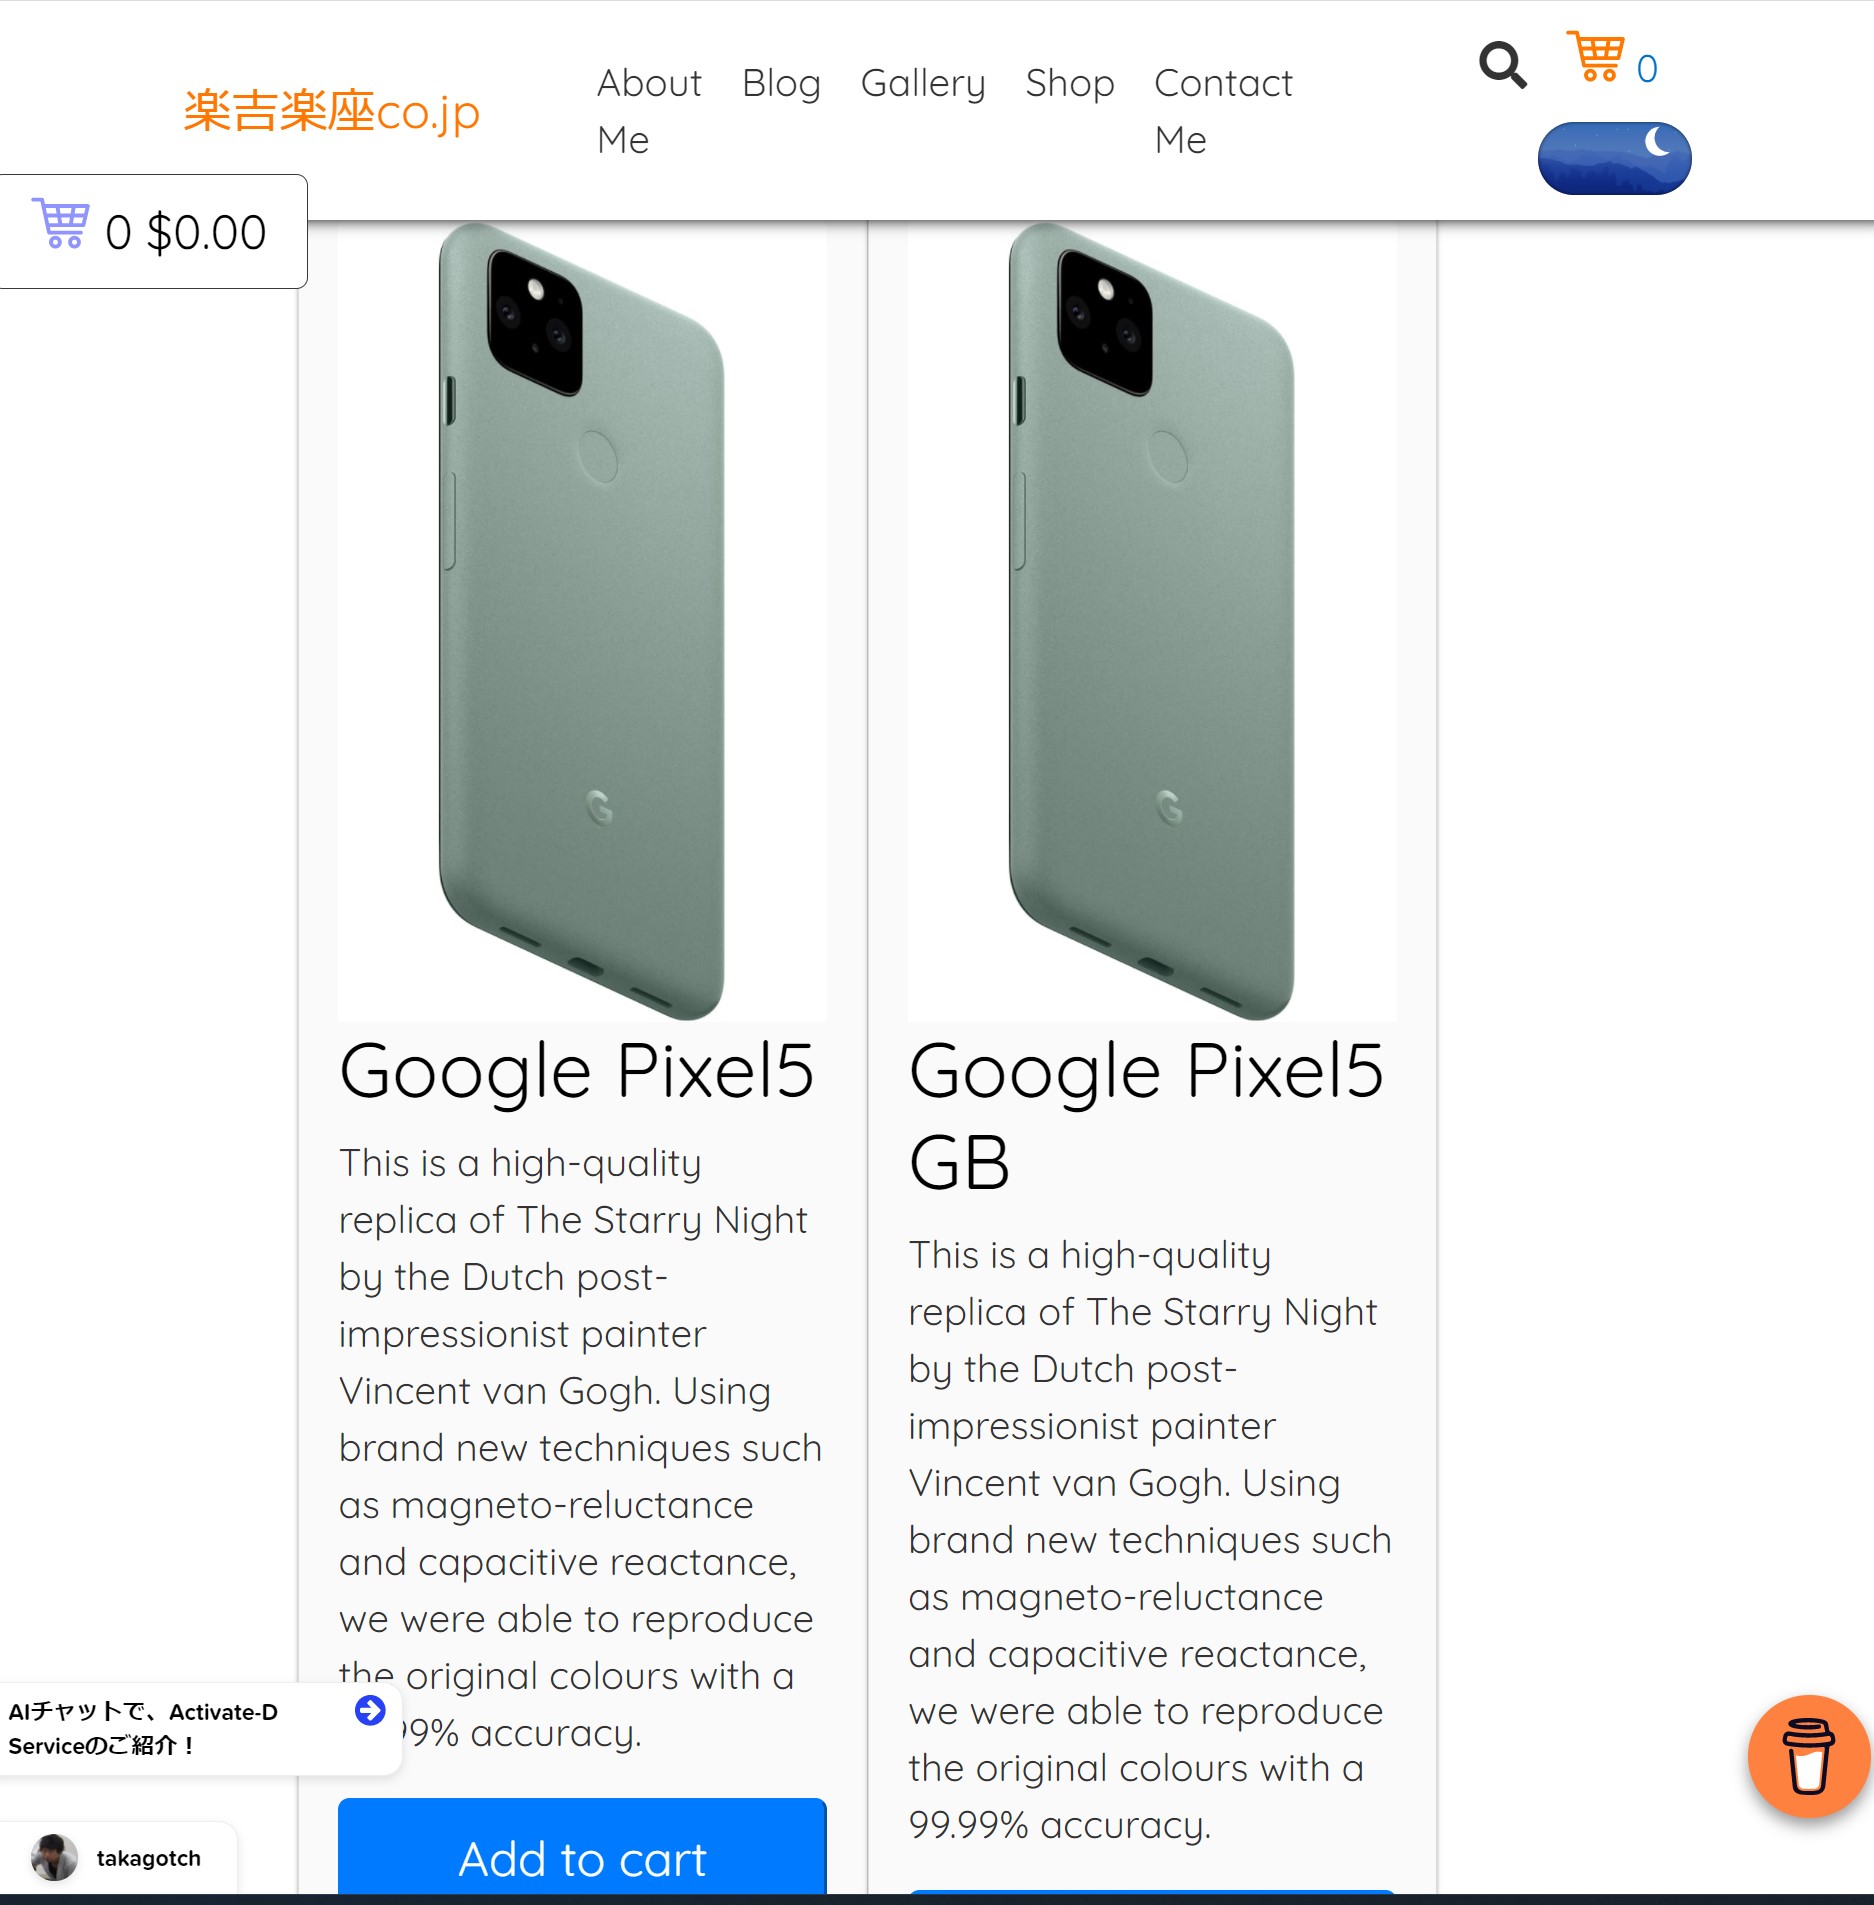 楽吉楽座co.jp
About
Me
Blog
Gallery
Shop
Contact
Me
0
0 $0.00
Google Pixel5
This is a high-quality
replica of The Starry Night
by the Dutch post-
impressionist painter
Vincent van Gogh. Using
brand new techniques such
as magneto-reluctance
and capacitive reactance,
we were able to reproduce
the original colours with a
99% accuracy.
Add to cart
Google Pixel5
GB
This is a high-quality
replica of The Starry Night
by the Dutch post-
impressionist painter
Vincent van Gogh. Using
brand new techniques such
as magneto-reluctance
and capacitive reactance,
we were able to reproduce
the original colours with a
99.99% accuracy.
AIチャットで、Activate-D
Serviceのご紹介！
takagotch